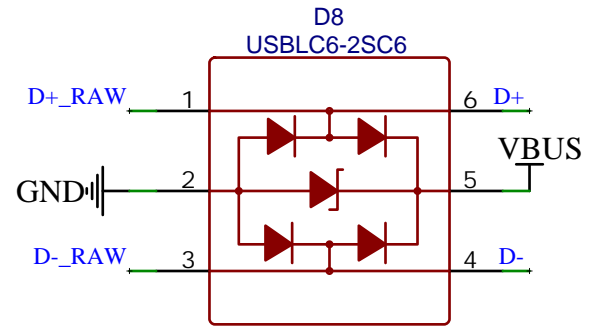 D8
USBLC6-2SC6
D+_RAW 1 6 D+
GND 2 5 VBUS
D-_RAW 3 4 D-